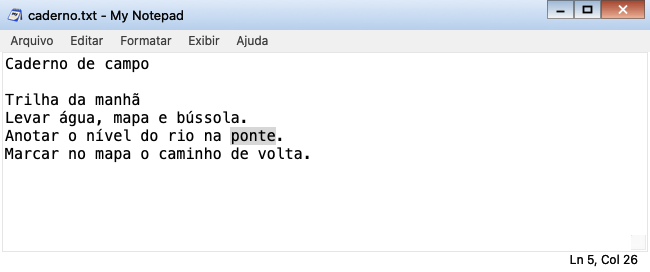 caderno.txt - My Notepad
Arquivo Editar Formatar Exibir Ajuda
Caderno de campo
Trilha da manhã
Levar água, mapa e bússola.
Anotar o nível do rio na ponte.
Marcar no mapa o caminho de volta.
Ln 5, Col 26